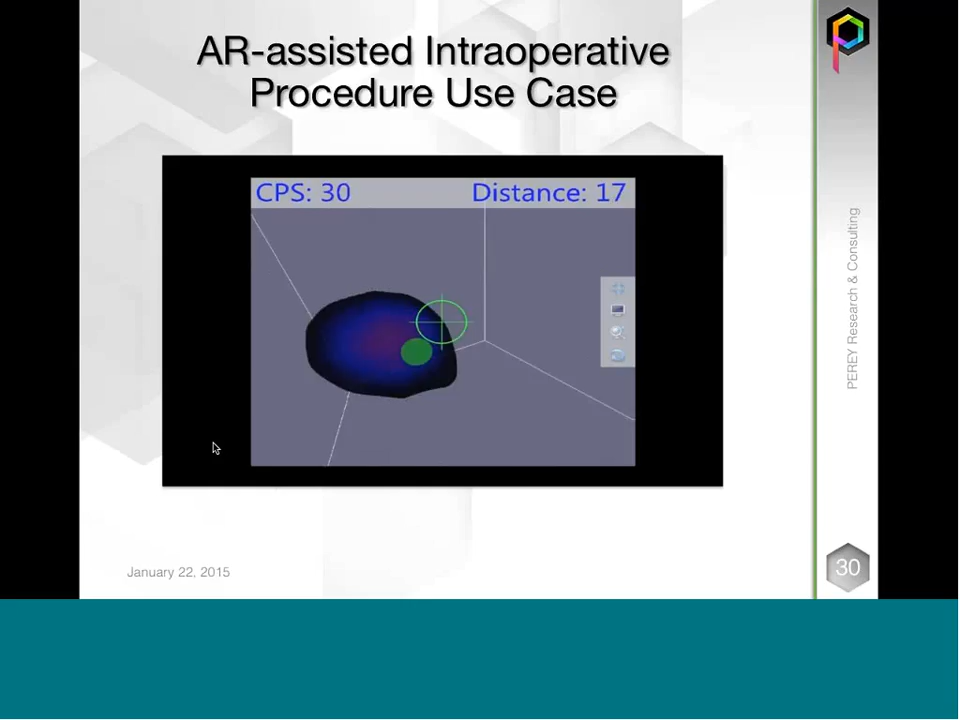 AR-assisted Intraoperative
Procedure Use Case
CPS: 30
Distance: 17
PEREY Research & Consulting
January 22, 2015
30